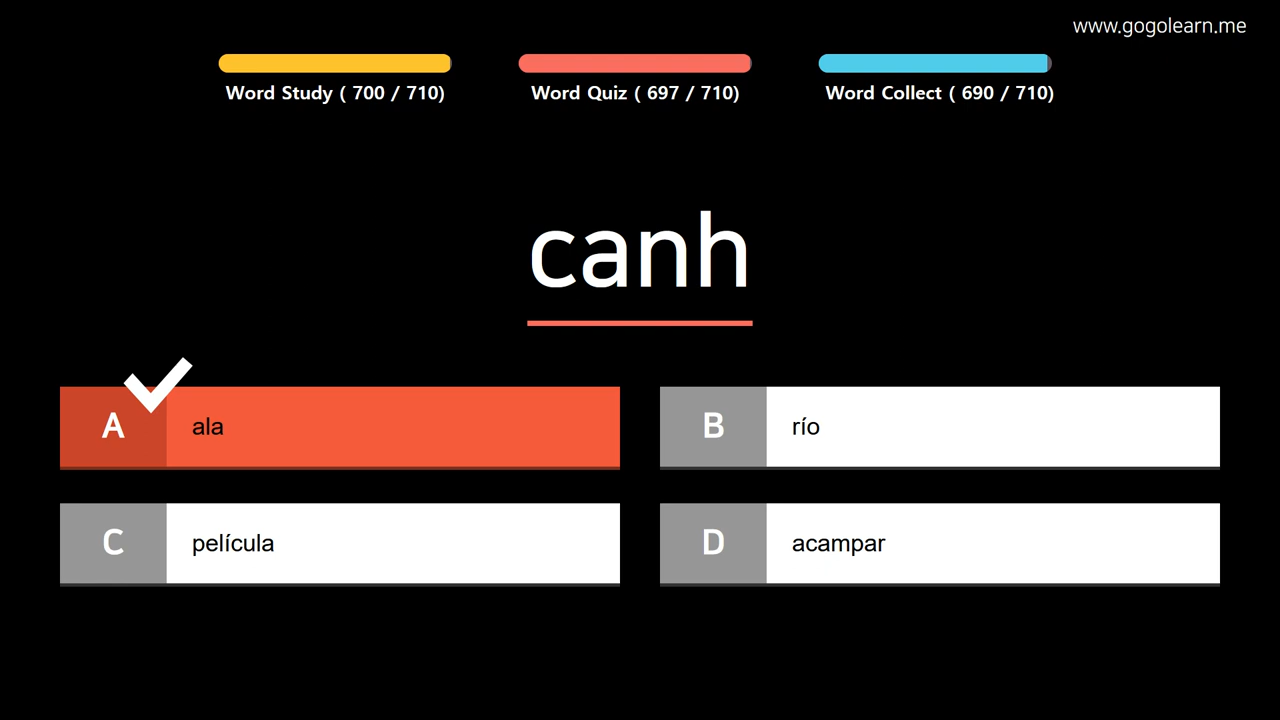 www.gogolearn.me
Word Study ( 700 / 710)
Word Quiz ( 697 / 710)
Word Collect ( 690 / 710)
canh
A ala
B río
C película
D acampar